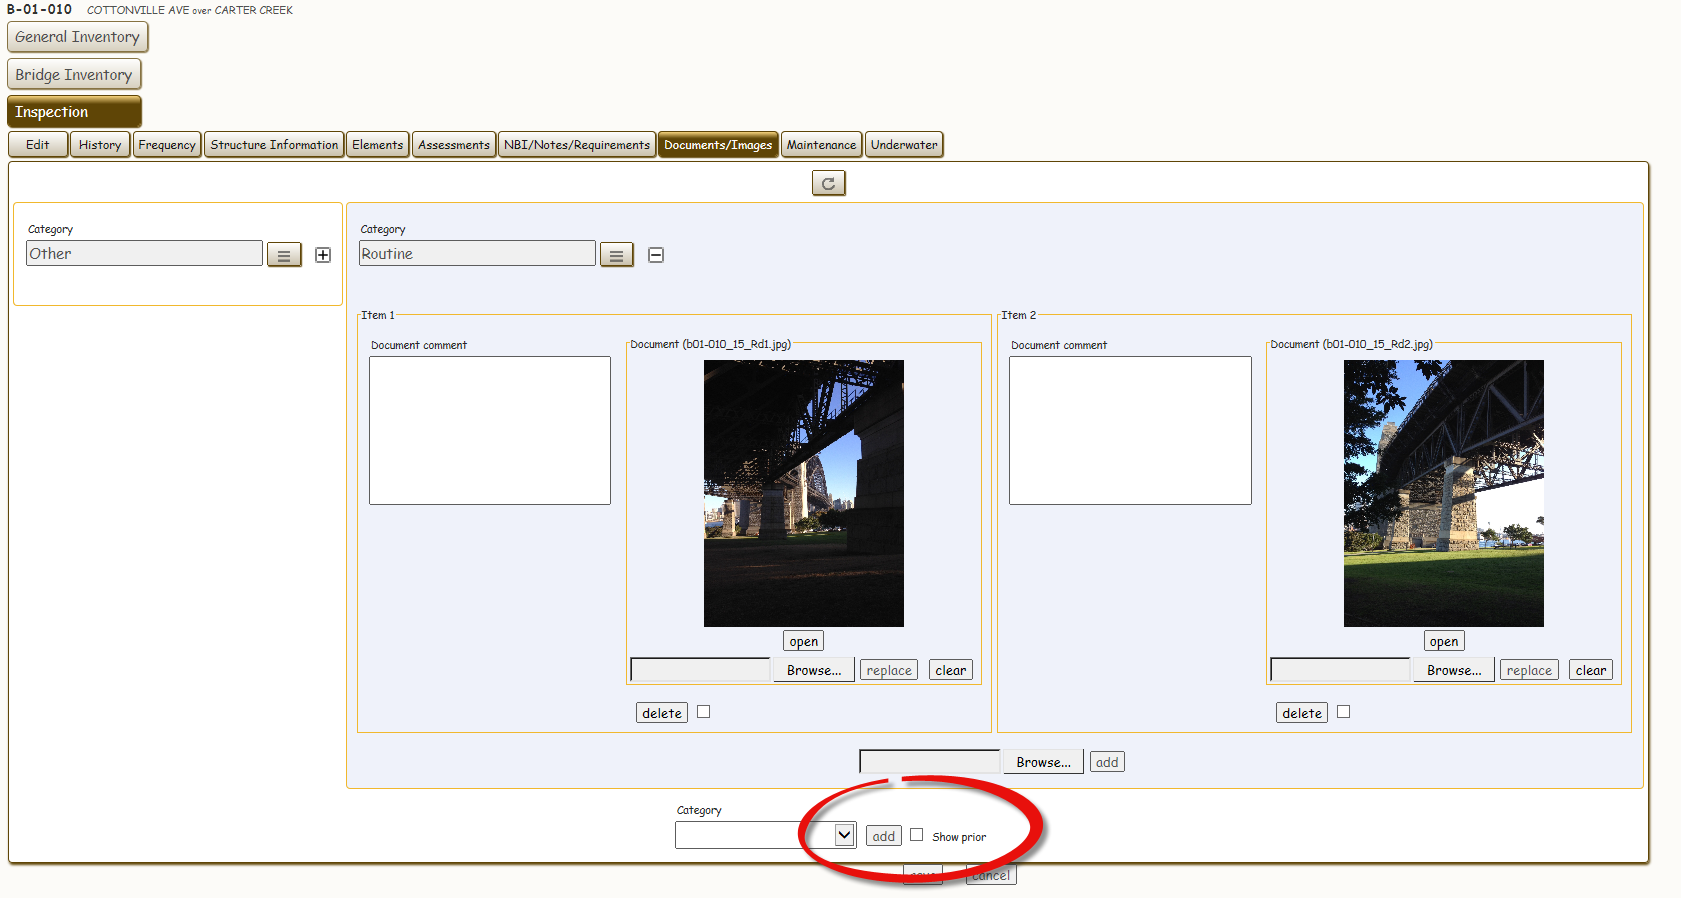 B-01-010 COTTONVILLE AVE over CARTER CREEK
General Inventory
Bridge Inventory
Inspection
Edit History Frequency Structure Information Elements Assessments NBI/Notes/Requirements Documents/Images Maintenance Underwater
Category
Other
Category
Routine
Item 1
Document comment
Document (b01-010_15_Rd1.jpg)
open
Browse... replace clear
delete
Item 2
Document comment
Document (b01-010_15_Rd2.jpg)
open
Browse... replace clear
delete
Browse... add
Category
add Show prior
cancel